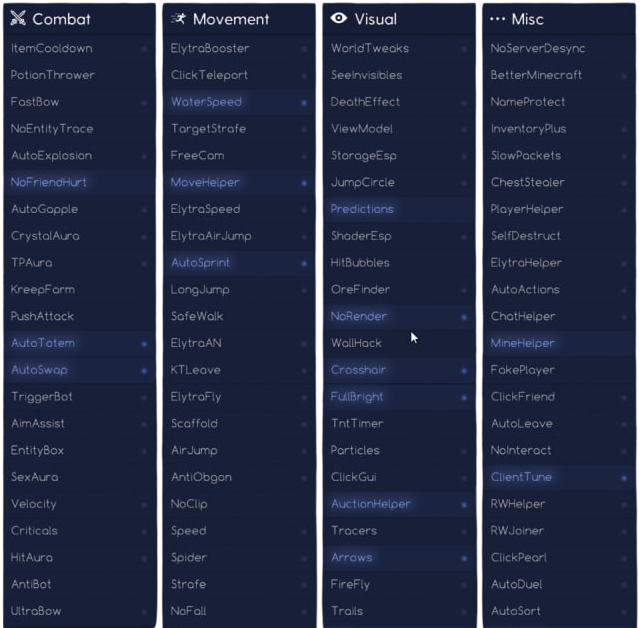 Combat
ItemCooldown
PotionThrower
FastBow
NoEntityTrace
AutoExplosion
NoFriendHurt
AutoGapple
CrystalAura
TPAura
KreepFarm
PushAttack
AutoTotem
AutoSwap
TriggerBot
AimAssist
EntityBox
SexAura
Velocity
Criticals
HitAura
AntiBot
UltraBow
Movement
ElytraBooster
ClickTeleport
WaterSpeed
TargetStrafe
FreeCam
MoveHelper
ElytraSpeed
ElytraAirJump
AutoSprint
LongJump
SafeWalk
ElytraAN
KTLeave
ElytraFly
Scaffold
AirJump
AntiObgon
NoClip
Speed
Spider
Strafe
NoFall
Visual
WorldTweaks
SeeInvisibles
DeathEffect
ViewModel
StorageEsp
JumpCircle
Predictions
ShaderEsp
HitBubbles
OreFinder
NoRender
WallHack
Crosshair
FullBright
TntTimer
Particles
ClickGui
AuctionHelper
Tracers
Arrows
FireFly
Trails
Misc
NoServerDesync
BetterMinecraft
NameProtect
InventoryPlus
SlowPackets
ChestStealer
PlayerHelper
SelfDestruct
ElytraHelper
AutoActions
ChatHelper
MineHelper
FakePlayer
ClickFriend
AutoLeave
NoInteract
ClientTune
RWHelper
RWJoiner
ClickPearl
AutoDuel
AutoSort